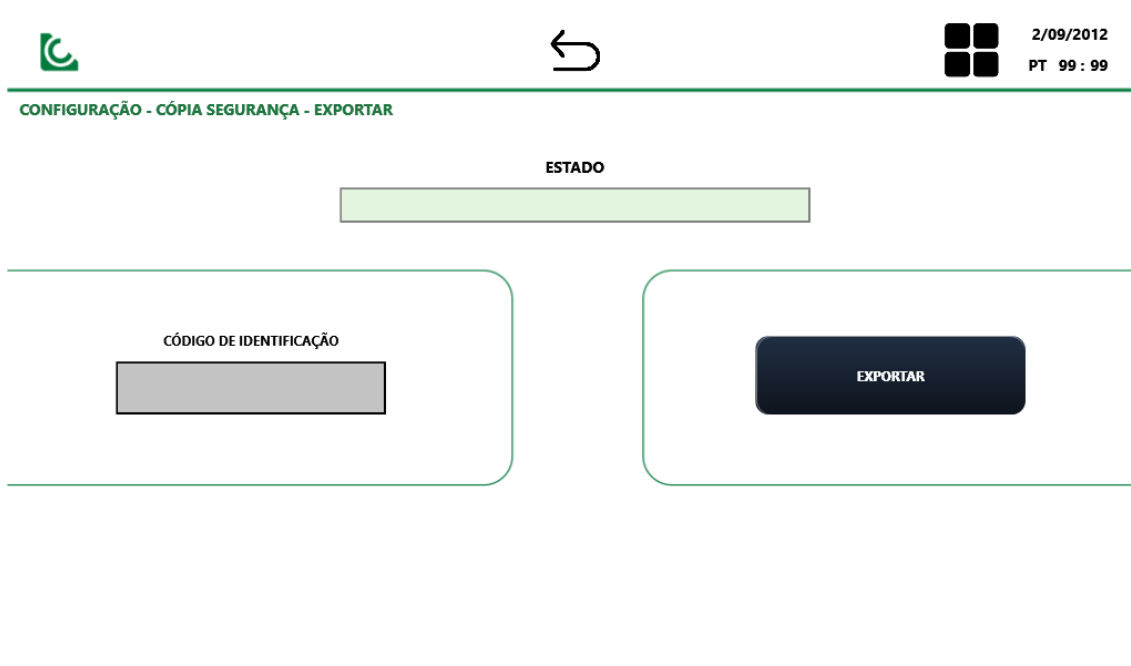 2/09/2012
PT 99 : 99
CONFIGURAÇÃO - CÓPIA SEGURANÇA - EXPORTAR
ESTADO
CÓDIGO DE IDENTIFICAÇÃO
EXPORTAR